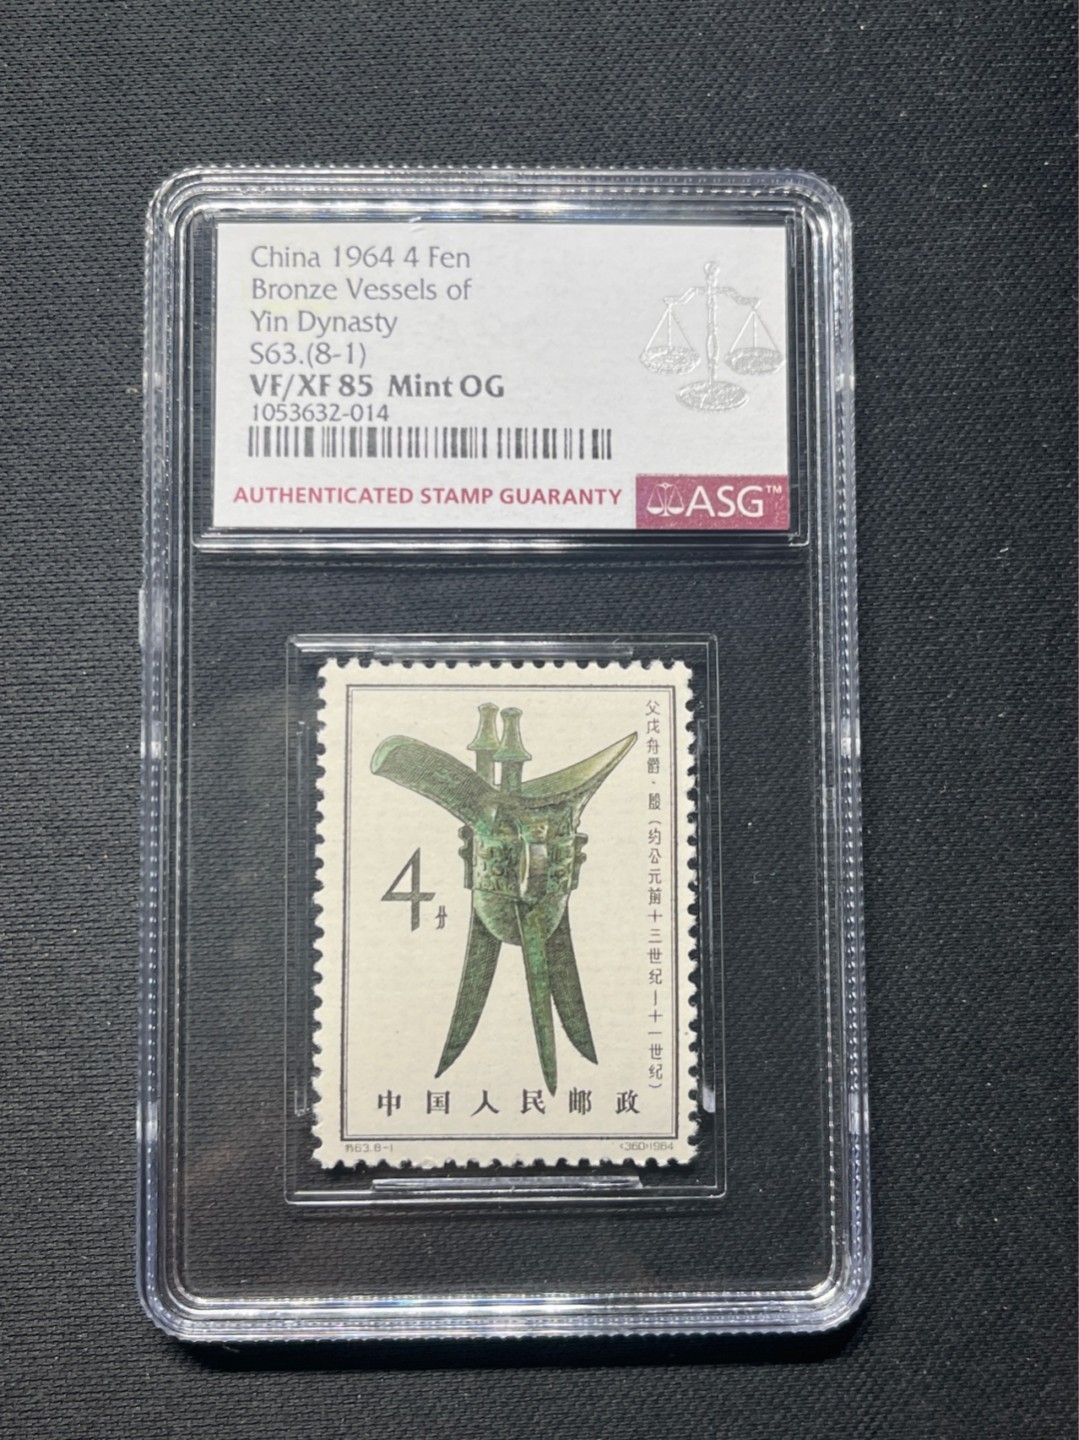 China 1964 4 Fen
Bronze Vessels of
Yin Dynasty
S63.(8-1)
VF/XF 85 Mint OG
1053632-014
AUTHENTICATED STAMP GUARANTY
ASG™
父戊舟爵·殷(约公元前十三世纪—十一世纪)
4分
中国人民邮政
特63.8-1
(360)1964